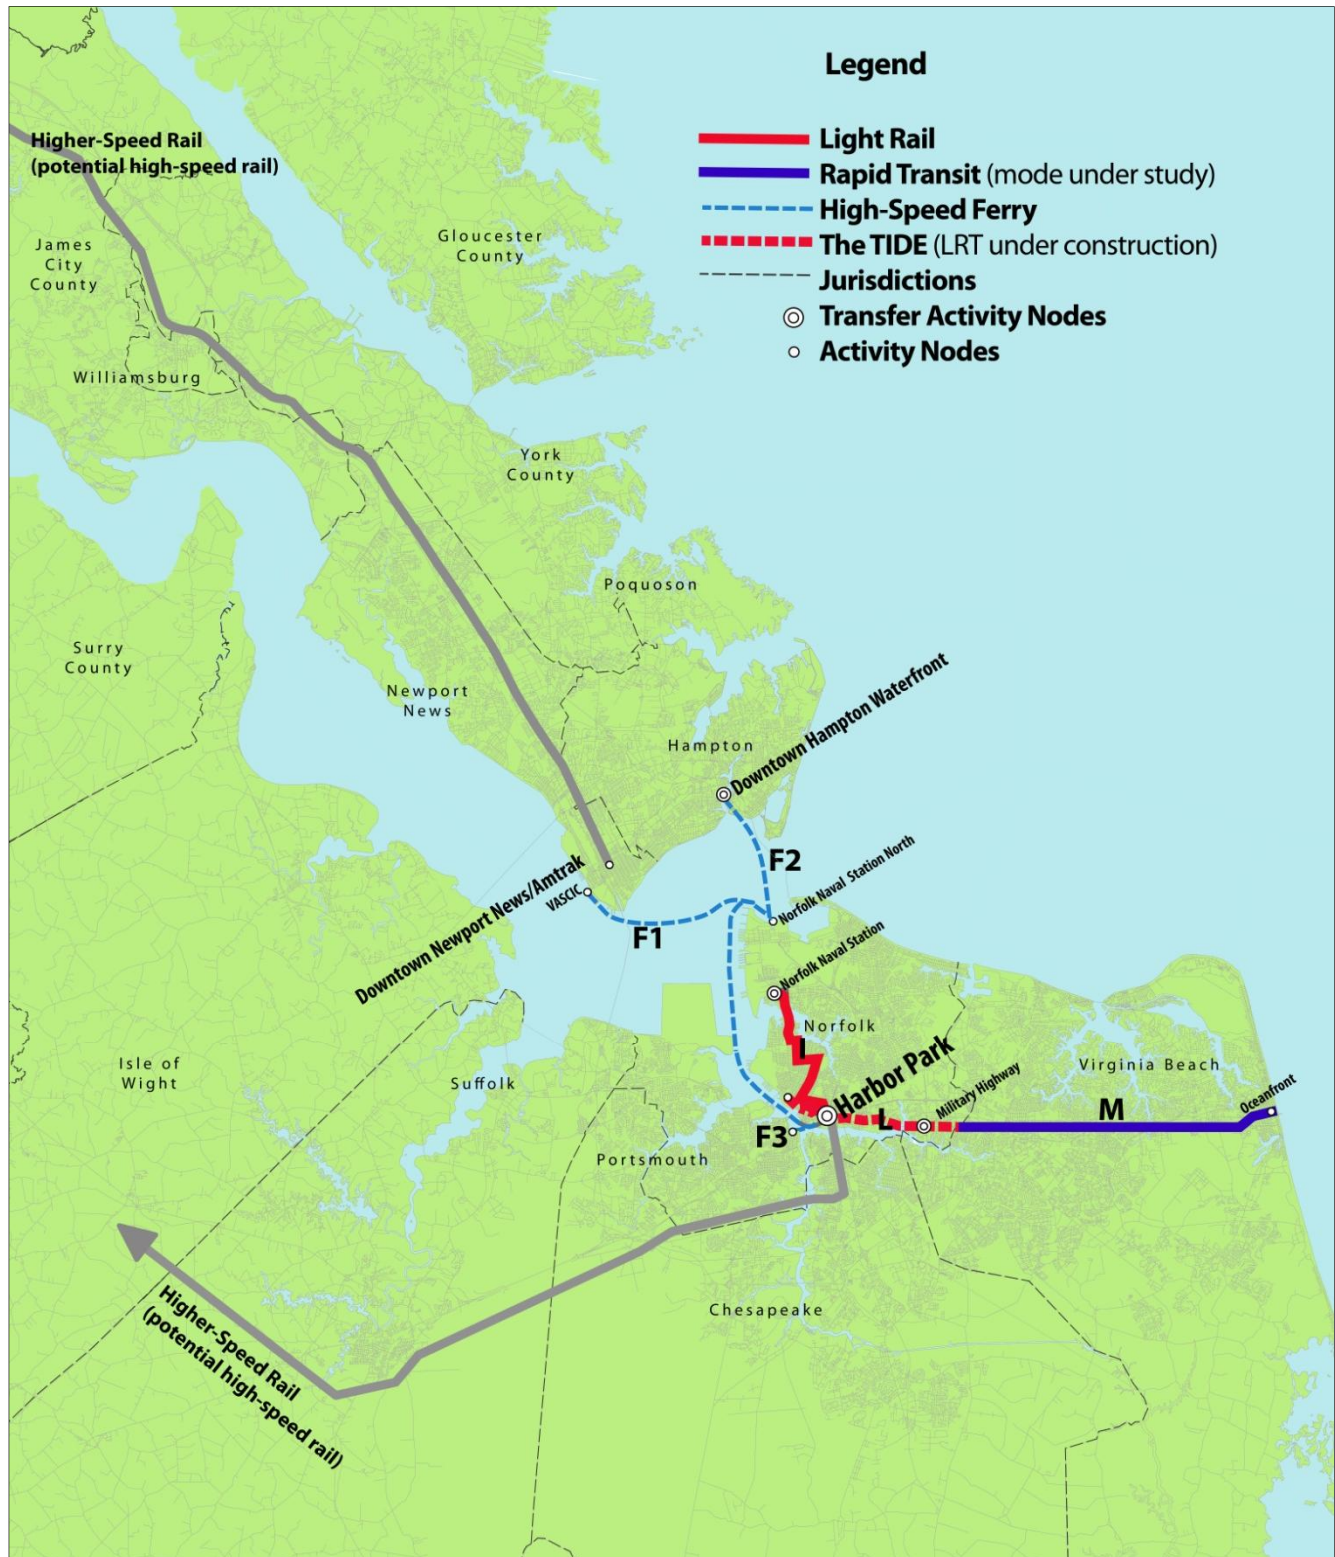 Legend
Light Rail
Rapid Transit (mode under study)
High-Speed Ferry
The TIDE (LRT under construction)
Jurisdictions
Transfer Activity Nodes
Activity Nodes
Higher-Speed Rail
(potential high-speed rail)
James
City
County
Gloucester
County
Williamsburg
York
County
Poquoson
Surry
County
Newport
News
Hampton
Downtown Hampton Waterfront
F2
Norfolk Naval Station North
Downtown Newport News/Amtrak
VASCIC
F1
Norfolk Naval Station
Norfolk
I
Harbor Park
Isle of
Wight
Suffolk
Virginia Beach
Military Highway
Oceanfront
M
L
F3
Portsmouth
Chesapeake
Higher-Speed Rail
(potential high-speed rail)